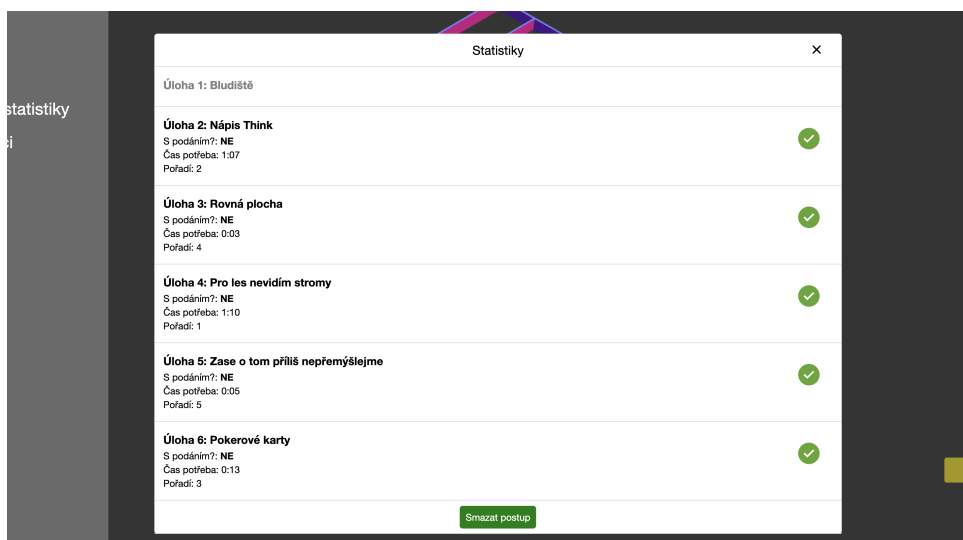 Statistiky
Úloha 1: Bludiště
statistiky
Úloha 2: Nápis Think
S podáním?: NE
Čas potřeba: 1:07
Pořadí: 2
Úloha 3: Rovná plocha
S podáním?: NE
Čas potřeba: 0:03
Pořadí: 4
Úloha 4: Pro les nevidím stromy
S podáním?: NE
Čas potřeba: 1:10
Pořadí: 1
Úloha 5: Zase o tom příliš nepřemýšlejme
S podáním?: NE
Čas potřeba: 0:05
Pořadí: 5
Úloha 6: Pokerové karty
S podáním?: NE
Čas potřeba: 0:13
Pořadí: 3
Smazat postup